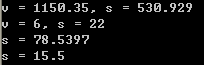 v = 1150.35, s = 530.929
v = 6, s = 22
s = 78.5397
s = 15.5